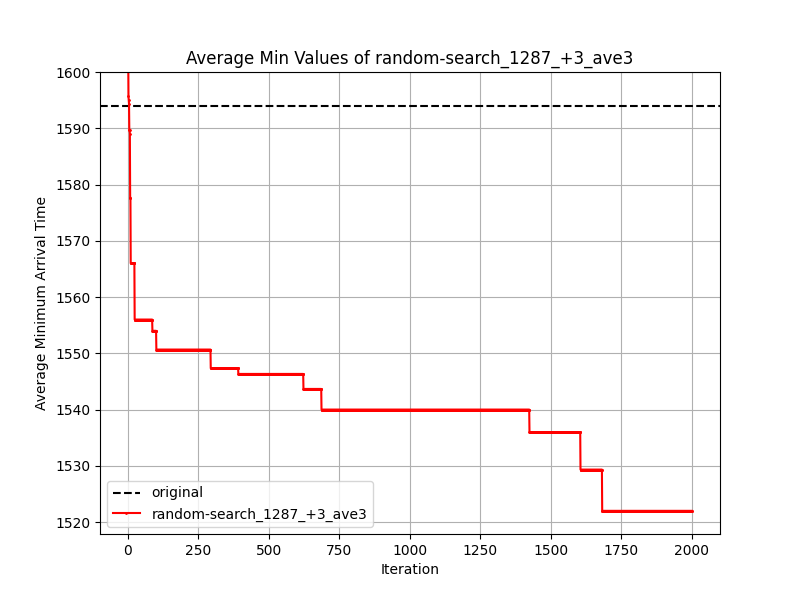 Average Min Values of random-search_1287_+3_ave3
Average Minimum Arrival Time
1600
1590
1580
1570
1560
1550
1540
1530
1520
original
random-search_1287_+3_ave3
0 250 500 750 1000 1250 1500 1750 2000
Iteration